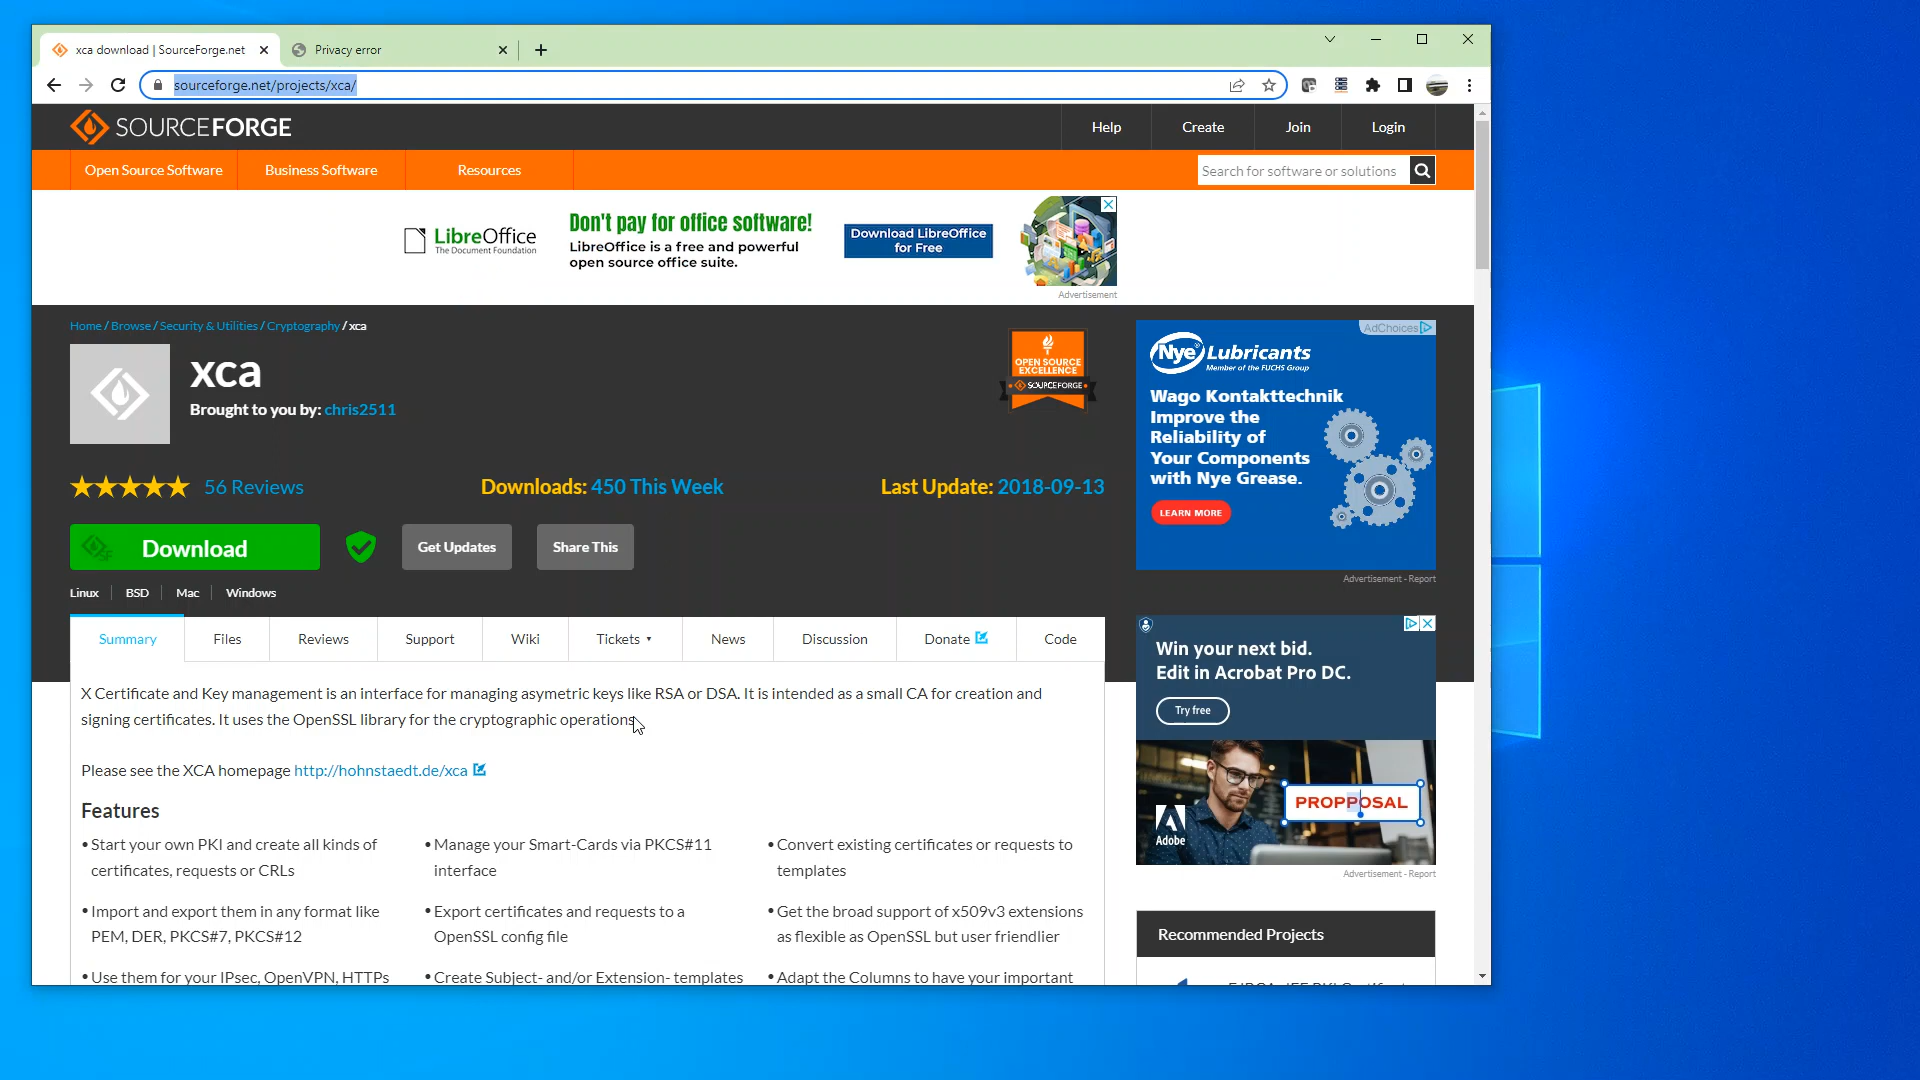 xca download | SourceForge.net
Privacy error
sourceforge.net/projects/xca/
SOURCEFORGE
Help
Create
Join
Login
Open Source Software
Business Software
Resources
Search for software or solutions
LibreOffice
The Document Foundation
Don't pay for office software!
LibreOffice is a free and powerful
open source office suite.
Download LibreOffice
for Free
Advertisement
Home / Browse / Security & Utilities / Cryptography / xca
xca
Brought to you by: chris2511
OPEN SOURCE
EXCELLENCE
SOURCEFORGE
56 Reviews
Downloads: 450 This Week
Last Update: 2018-09-13
Download
Get Updates
Share This
Linux
BSD
Mac
Windows
AdChoices
Nye Lubricants
Member of the FUCHS Group
Wago Kontakttechnik
Improve the
Reliability of
Your Components
with Nye Grease.
LEARN MORE
Advertisement - Report
Summary
Files
Reviews
Support
Wiki
Tickets
News
Discussion
Donate
Code
X Certificate and Key management is an interface for managing asymetric keys like RSA or DSA. It is intended as a small CA for creation and
signing certificates. It uses the OpenSSL library for the cryptographic operations.
Please see the XCA homepage http://hohnstaedt.de/xca
Features
• Start your own PKI and create all kinds of
certificates, requests or CRLs
• Manage your Smart-Cards via PKCS#11
interface
• Convert existing certificates or requests to
templates
• Import and export them in any format like
PEM, DER, PKCS#7, PKCS#12
• Export certificates and requests to a
OpenSSL config file
• Get the broad support of x509v3 extensions
as flexible as OpenSSL but user friendlier
• Use them for your IPsec, OpenVPN, HTTPs
• Create Subject- and/or Extension- templates
• Adapt the Columns to have your important
Win your next bid.
Edit in Acrobat Pro DC.
Try free
PROPPOSAL
Adobe
Advertisement - Report
Recommended Projects